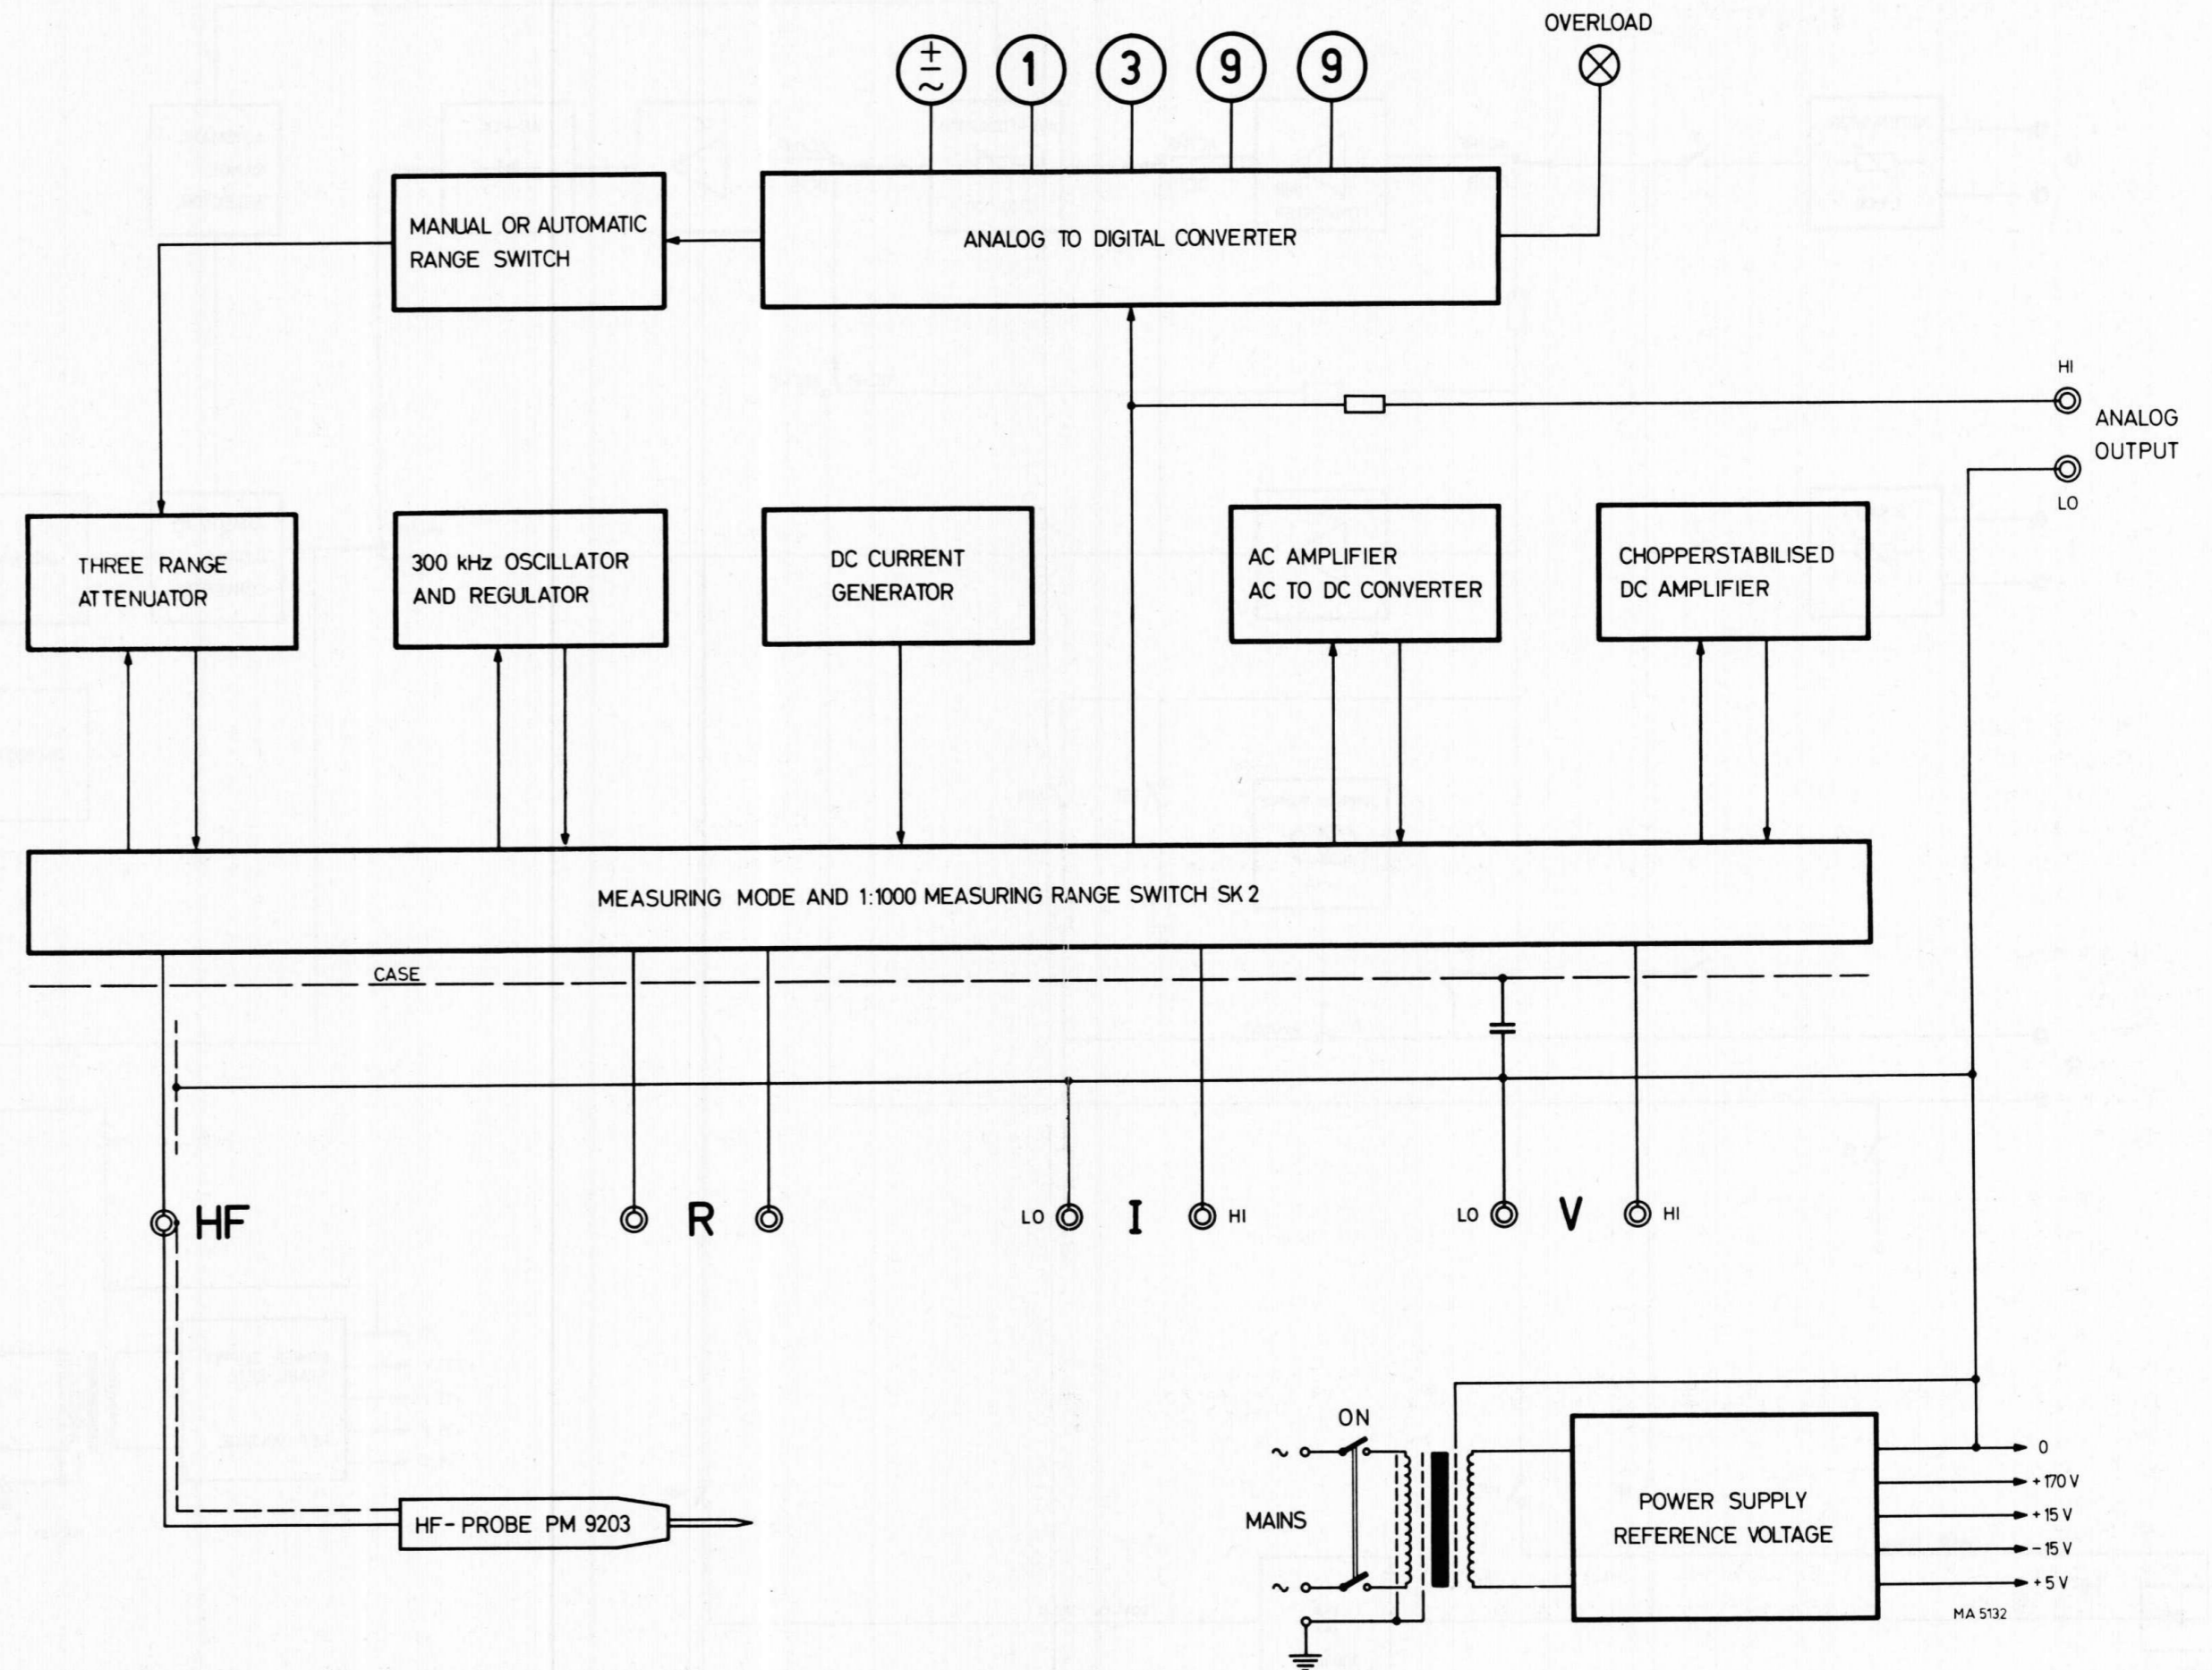 OVERLOAD
+
−
~
1
3
9
9
MANUAL OR AUTOMATIC
RANGE SWITCH
ANALOG TO DIGITAL CONVERTER
HI
ANALOG
OUTPUT
LO
THREE RANGE
ATTENUATOR
300 kHz OSCILLATOR
AND REGULATOR
DC CURRENT
GENERATOR
AC AMPLIFIER
AC TO DC CONVERTER
CHOPPERSTABILISED
DC AMPLIFIER
MEASURING MODE AND 1:1000 MEASURING RANGE SWITCH SK2
CASE
HF
R
LO I HI
LO V HI
HF-PROBE PM 9203
ON
~
MAINS
~
POWER SUPPLY
REFERENCE VOLTAGE
0
+170 V
+15 V
-15 V
+5 V
MA 5132